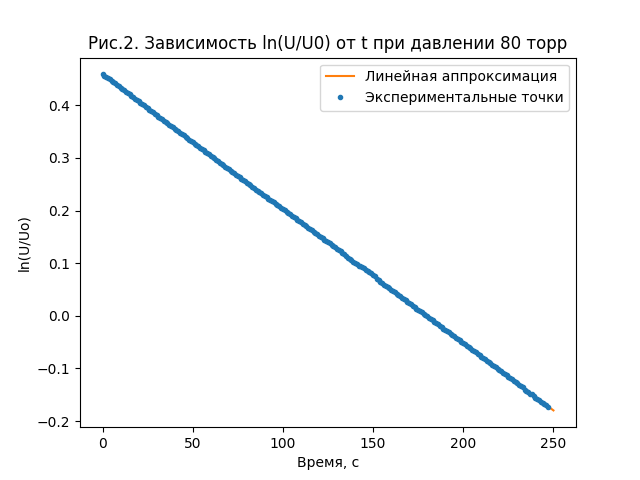 Рис.2. Зависимость ln(U/U0) от t при давлении 80 торр
Линейная аппроксимация
Экспериментальные точки
ln(U/Uo)
0.4
0.3
0.2
0.1
0.0
−0.1
−0.2
0
50
100
150
200
250
Время, с